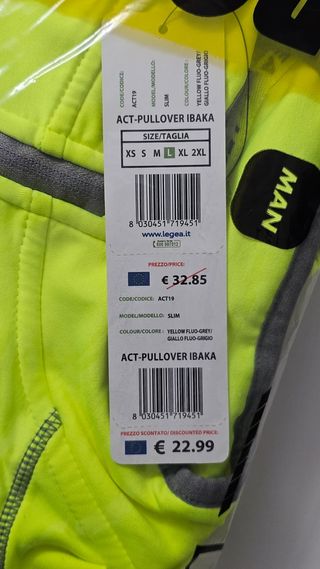 CODE/CODICE: ACT19
MODEL/MODELLO: SLIM
COLOUR/COLORE: YELLOW FLUO-GREY/
GIALLO FLUO-GRIGIO
ACT-PULLOVER IBAKA
SIZE/TAGLIA
XS S M L XL 2XL
8 030451 719451
www.legea.it
MAN
PREZZO/PRICE:
€ 32.85
CODE/CODICE: ACT19
MODEL/MODELLO: SLIM
COLOUR/COLORE: YELLOW FLUO-GREY/
GIALLO FLUO-GRIGIO
ACT-PULLOVER IBAKA
8 030451 719451
PREZZO SCONTATO/ DISCOUNTED PRICE:
€ 22.99